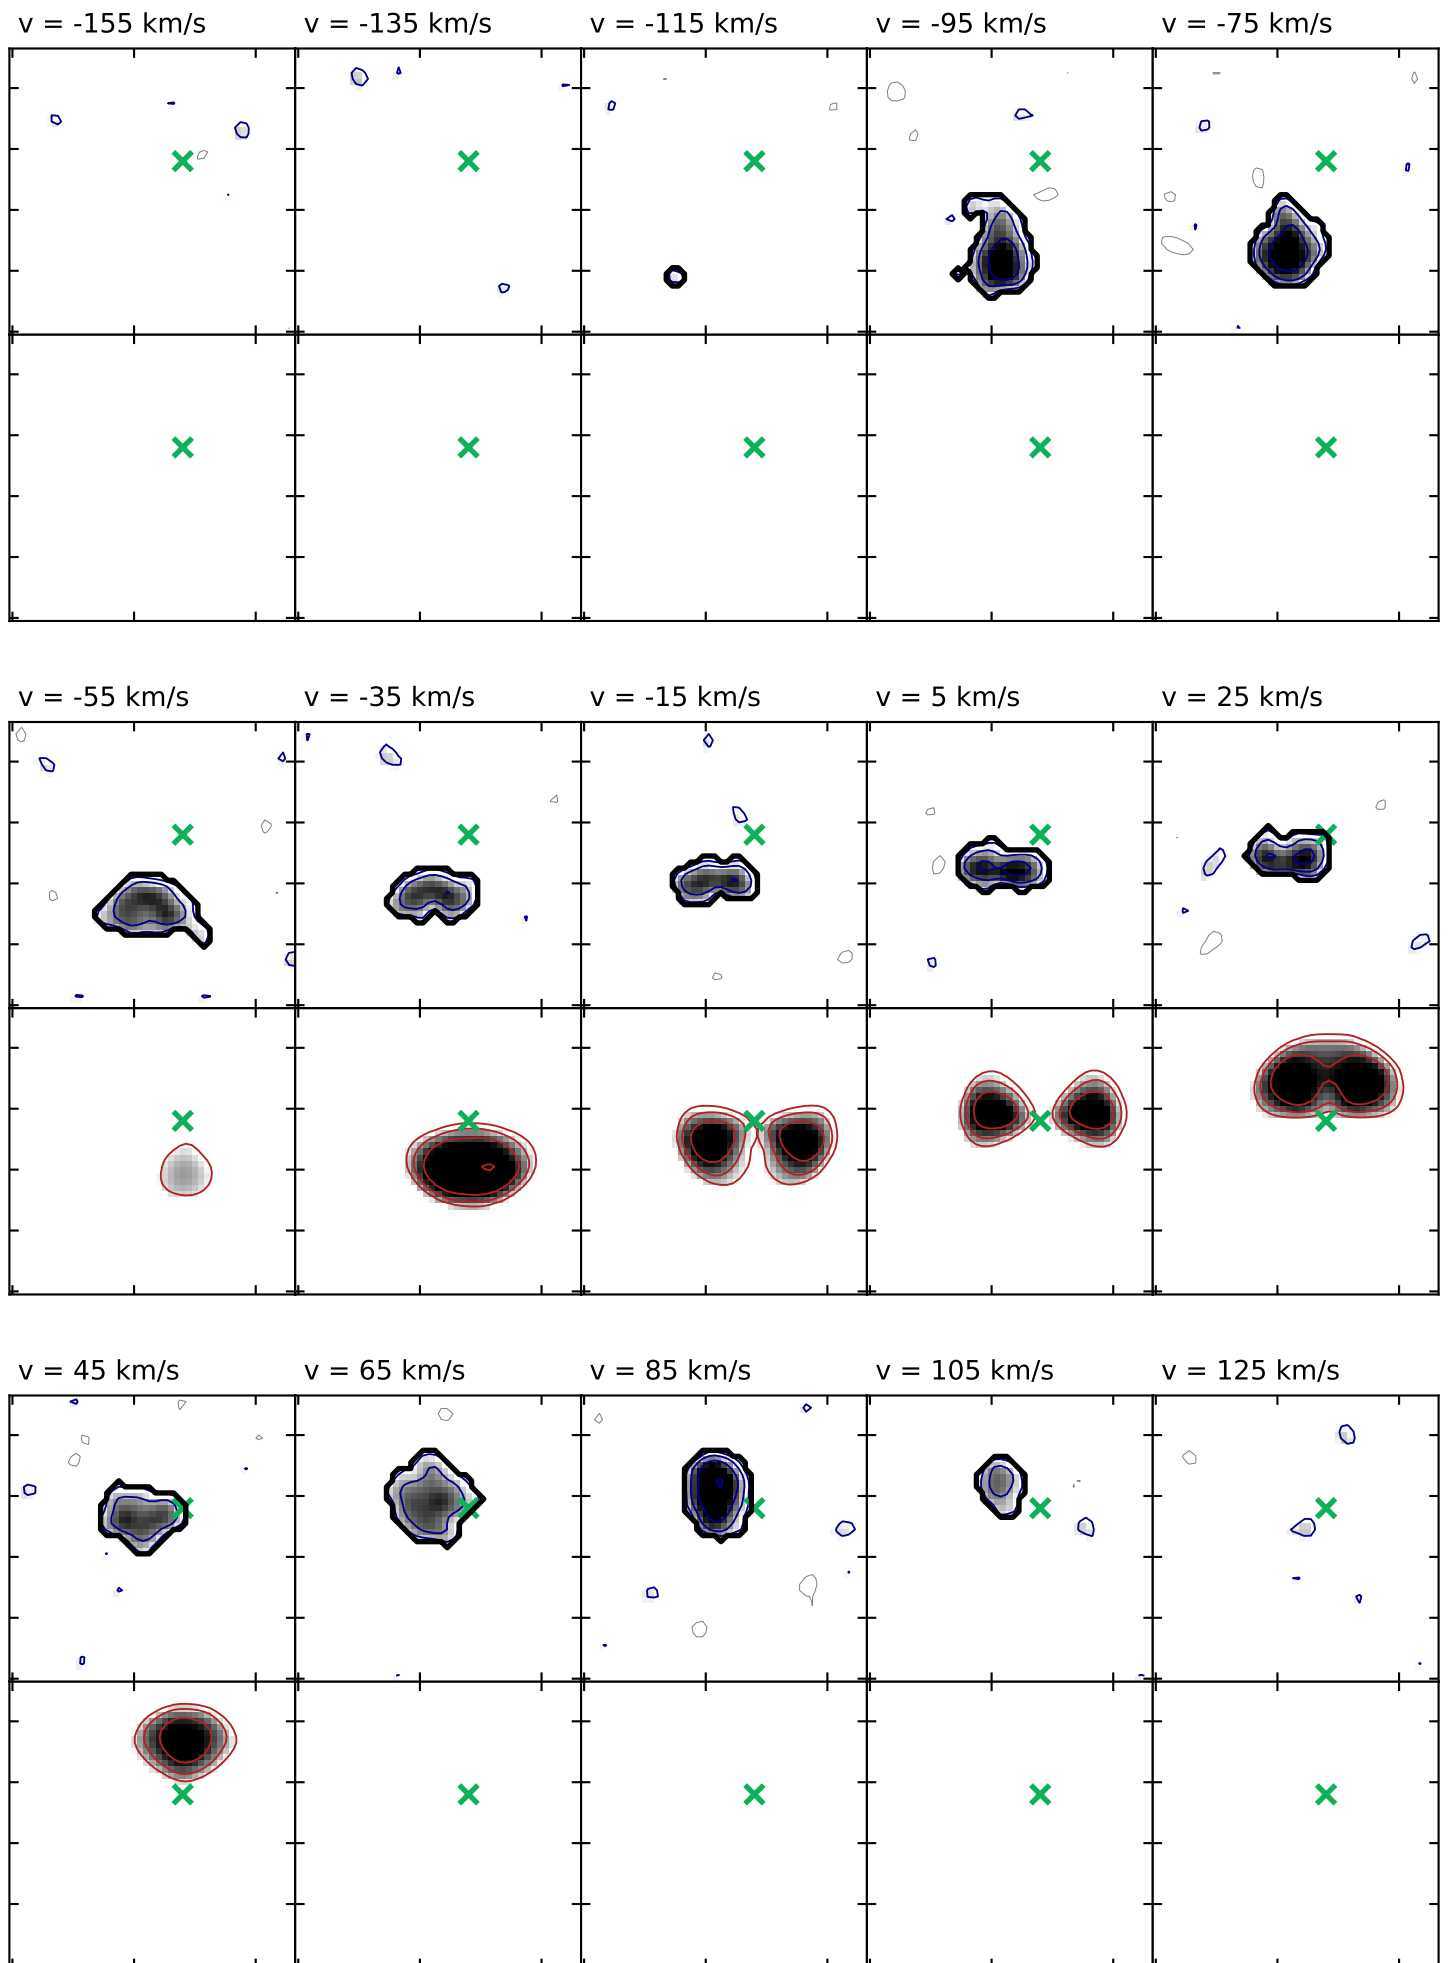 v = -155 km/s v = -135 km/s v = -115 km/s v = -95 km/s v = -75 km/s
v = -55 km/s v = -35 km/s v = -15 km/s v = 5 km/s v = 25 km/s
v = 45 km/s v = 65 km/s v = 85 km/s v = 105 km/s v = 125 km/s